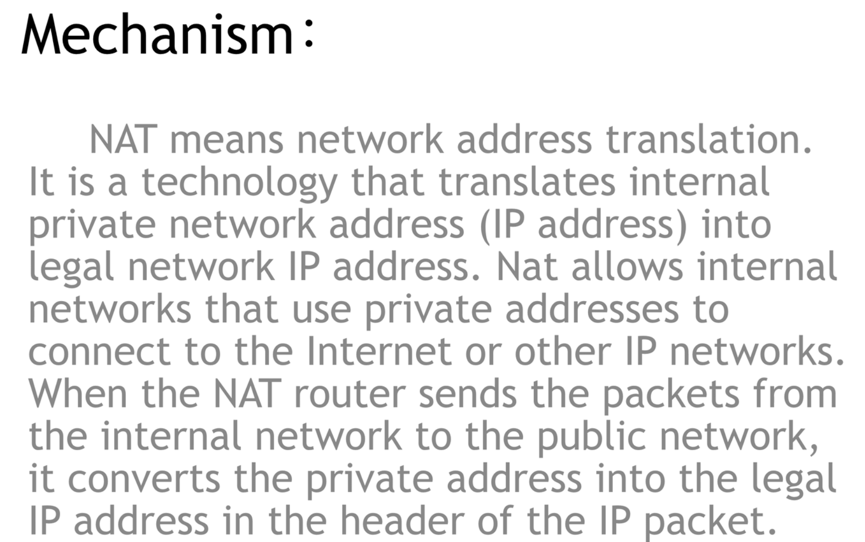 Mechanism：
NAT means network address translation.
It is a technology that translates internal
private network address (IP address) into
legal network IP address. Nat allows internal
networks that use private addresses to
connect to the Internet or other IP networks.
When the NAT router sends the packets from
the internal network to the public network,
it converts the private address into the legal
IP address in the header of the IP packet.